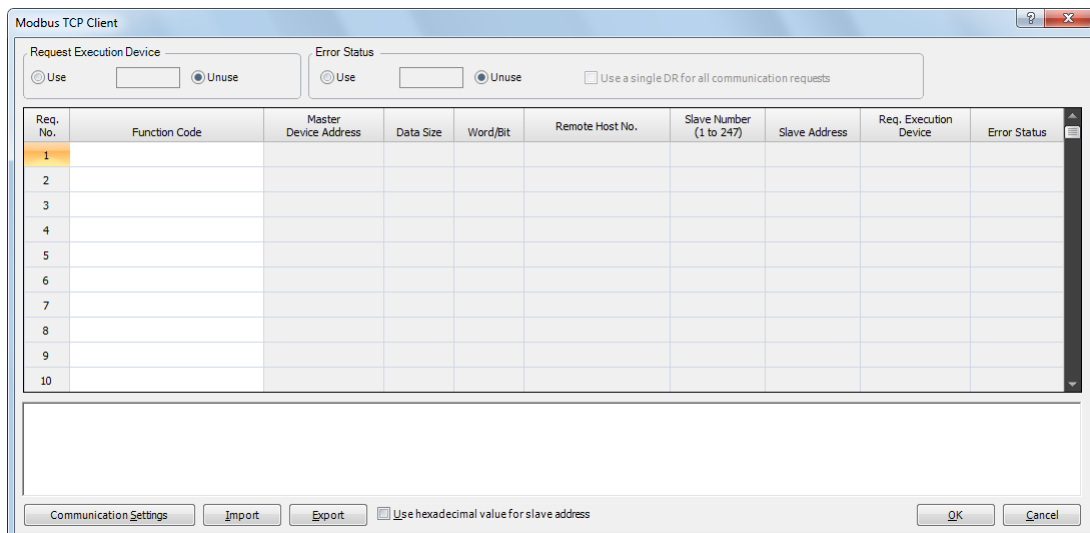 Modbus TCP Client
Request Execution Device
Use
Unuse
Error Status
Use
Unuse
Use a single DR for all communication requests
Req. No.
Function Code
Master Device Address
Data Size
Word/Bit
Remote Host No.
Slave Number (1 to 247)
Slave Address
Req. Execution Device
Error Status
1
2
3
4
5
6
7
8
9
10
Communication Settings
Import
Export
Use hexadecimal value for slave address
OK
Cancel